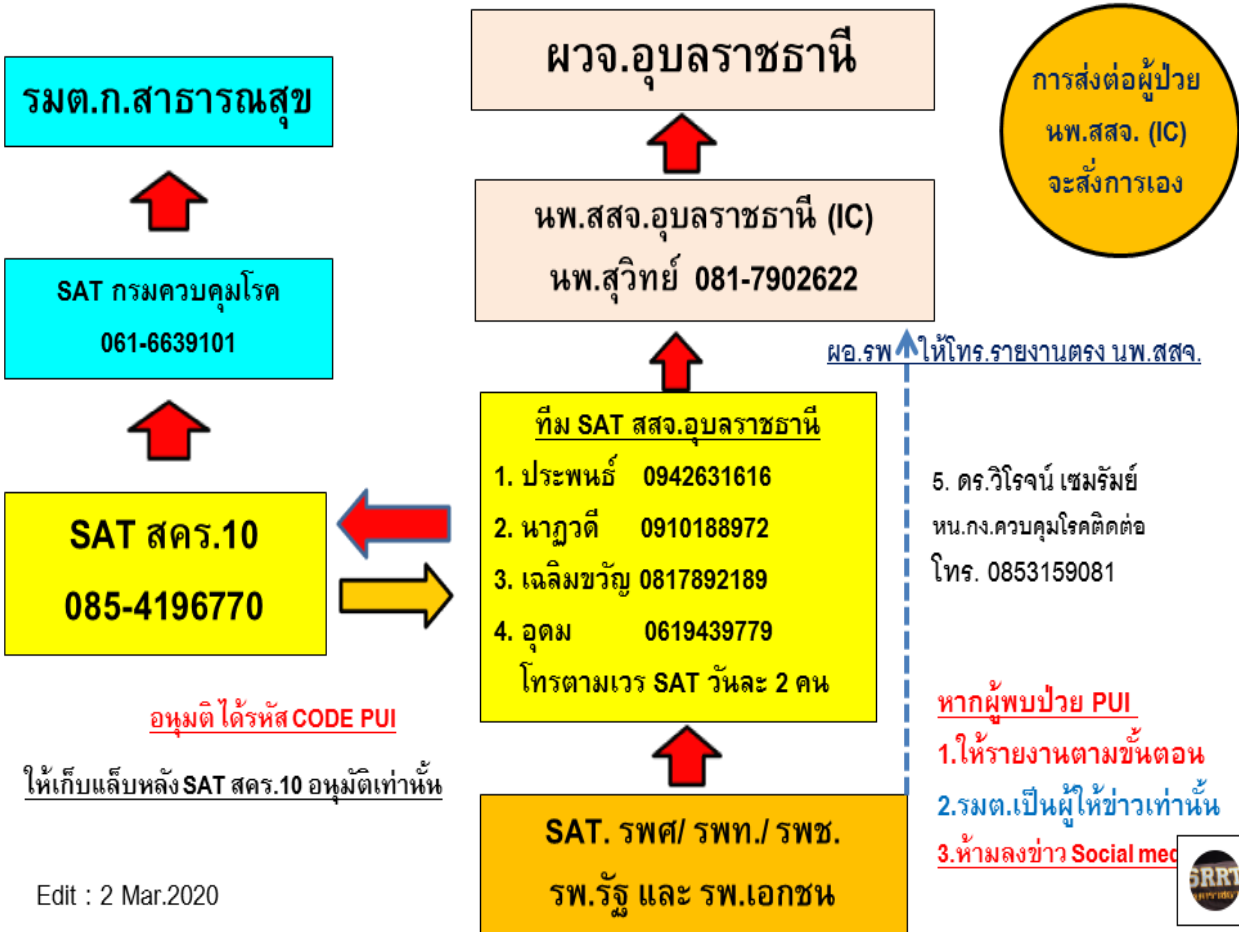 รมต.ก.สาธารณสุข
SAT กรมควบคุมโรค
061-6639101
SAT สคร.10
085-4196770
อนุมติ ได้รหัส CODE PUI
ให้เก็บแล็บหลัง SAT สคร.10 อนุมัติเท่านั้น
Edit : 2 Mar.2020
ผวจ.อุบลราชธานี
นพ.สสจ.อุบลราชธานี (IC)
นพ.สุวิทย์ 081-7902622
ทีม SAT สสจ.อุบลราชธานี
1. ประพนธ์ 0942631616
2. นาฏวดี 0910188972
3. เฉลิมขวัญ 0817892189
4. อุดม 0619439779
โทรตามเวร SAT วันละ 2 คน
SAT. รพศ/ รพท./ รพช.
รพ.รัฐ และ รพ.เอกชน
การส่งต่อผู้ป่วย
นพ.สสจ. (IC)
จะสั่งการเอง
ผอ.รพ ให้โทร.รายงานตรง นพ.สสจ.
5. ดร.วิโรจน์ เซมรัมย์
หน.กง.ควบคุมโรคติดต่อ
โทร. 0853159081
หากผู้พบป่วย PUI
1.ให้รายงานตามขั้นตอน
2.รมต.เป็นผู้ให้ข่าวเท่านั้น
3.ห้ามลงข่าว Social med
SRRT